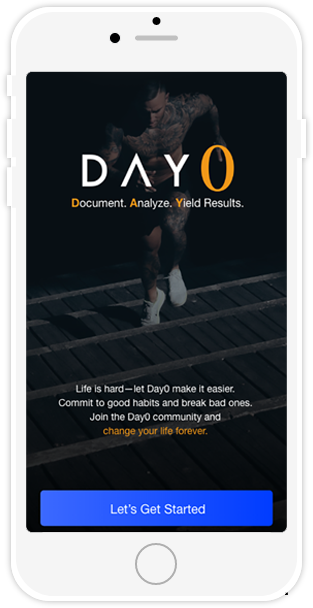 DAY0
Document. Analyze. Yield Results.
Life is hard—let Day0 make it easier.
Commit to good habits and break bad ones.
Join the Day0 community and
change your life forever.
Let's Get Started